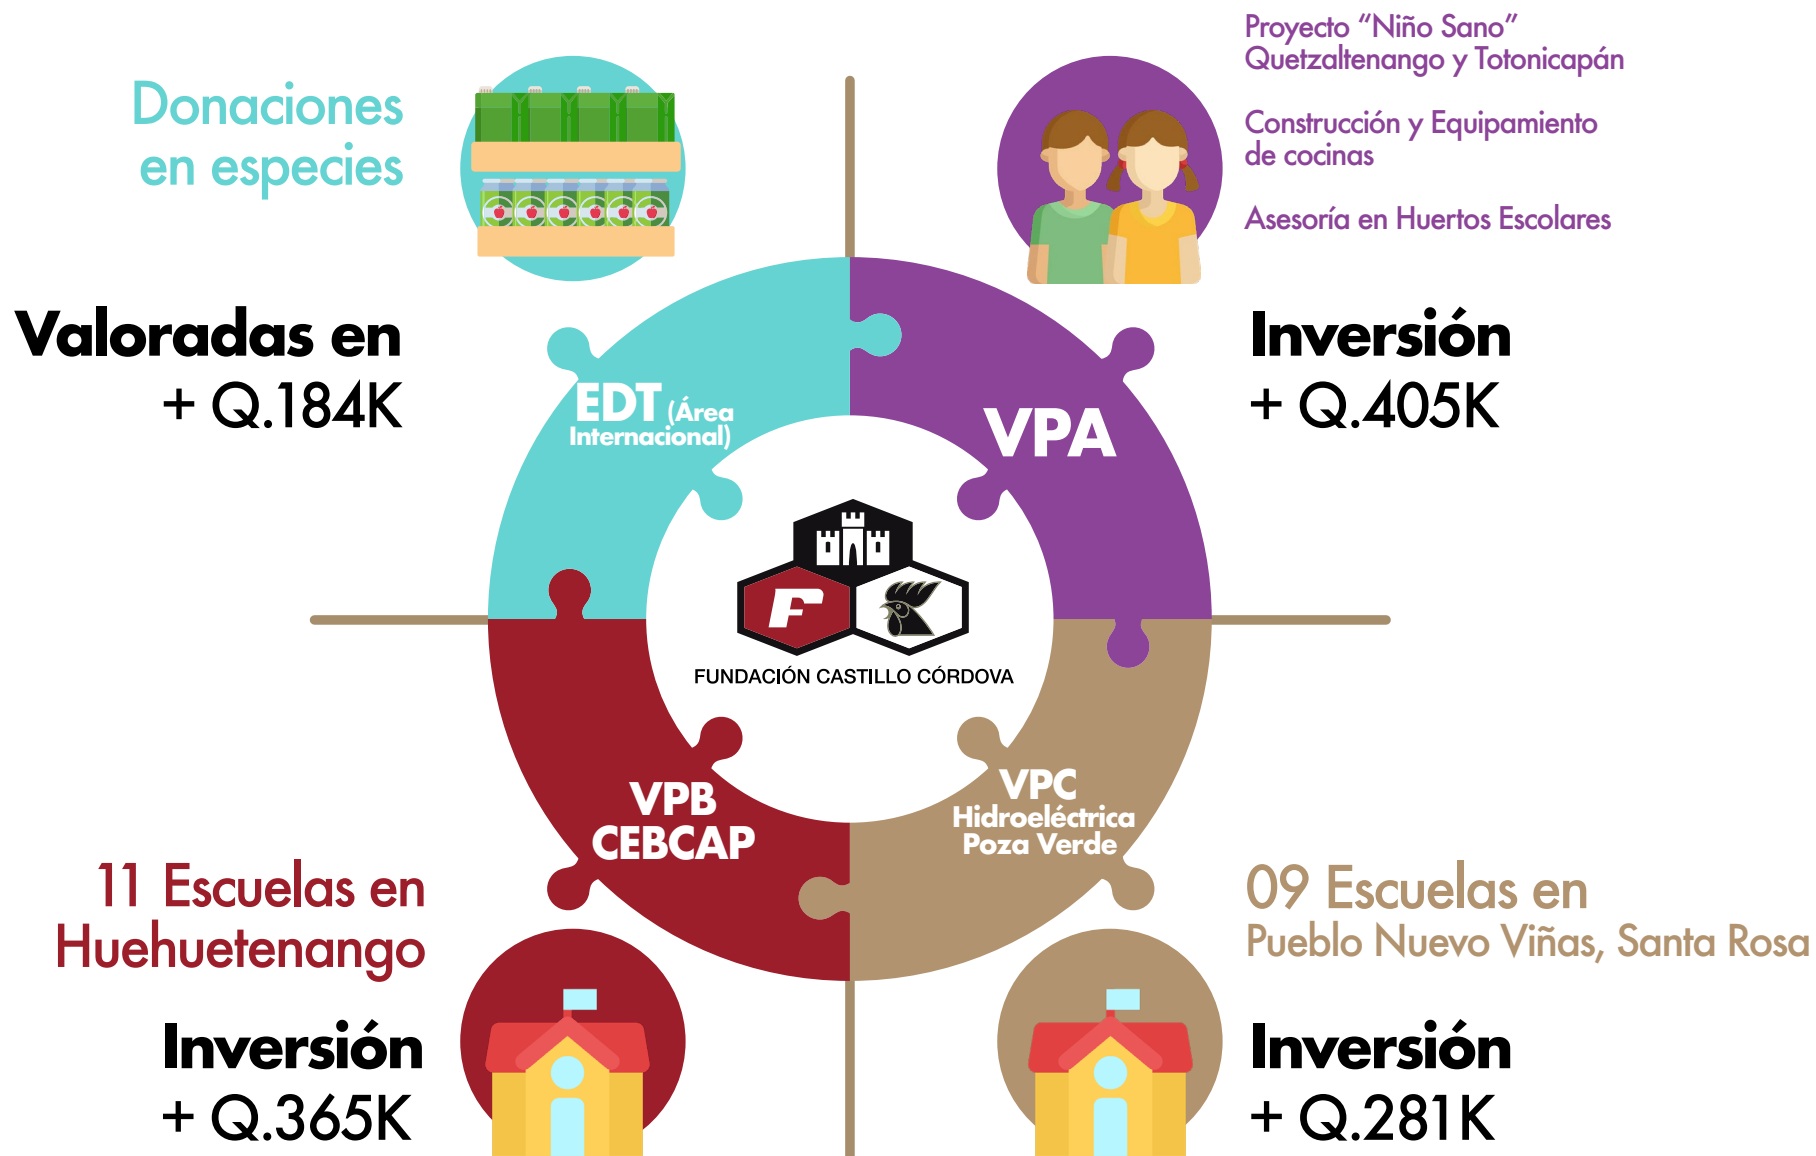 Donaciones
en especies
Valoradas en
+ Q.184K
Proyecto “Niño Sano”
Quetzaltenango y Totonicapán
Construcción y Equipamiento
de cocinas
Asesoría en Huertos Escolares
Inversión
+ Q.405K
EDT (Área
Internacional)
VPA
F
FUNDACIÓN CASTILLO CÓRDOVA
VPB
CEBCAP
VPC
Hidroeléctrica
Poza Verde
11 Escuelas en
Huehuetenango
Inversión
+ Q.365K
09 Escuelas en
Pueblo Nuevo Viñas, Santa Rosa
Inversión
+ Q.281K